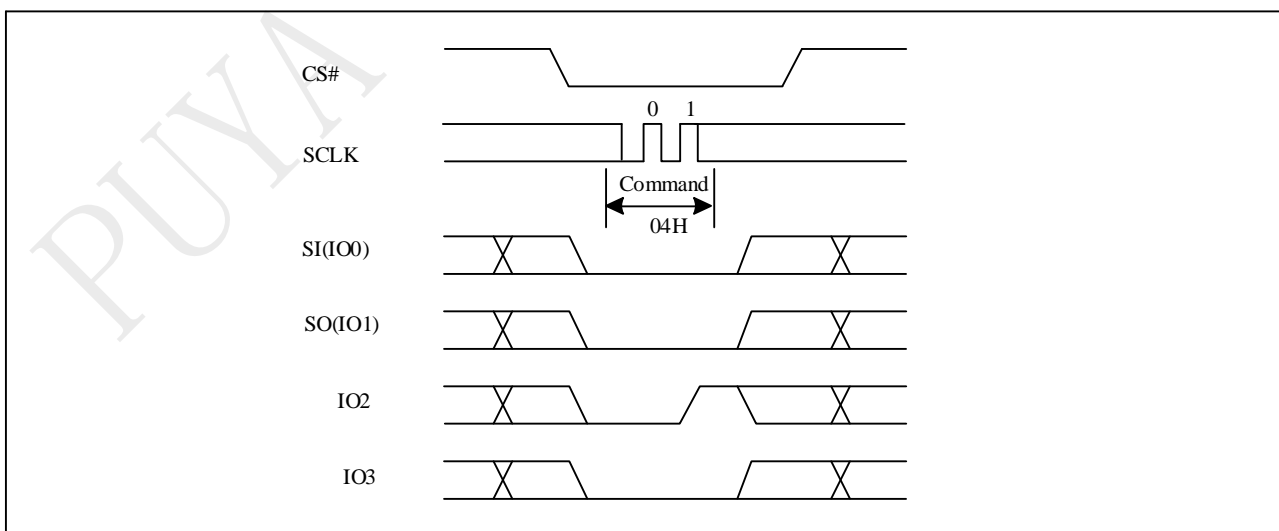 PUYA
CS#
0 1
SCLK
Command
04H
SI(IO0)
SO(IO1)
IO2
IO3